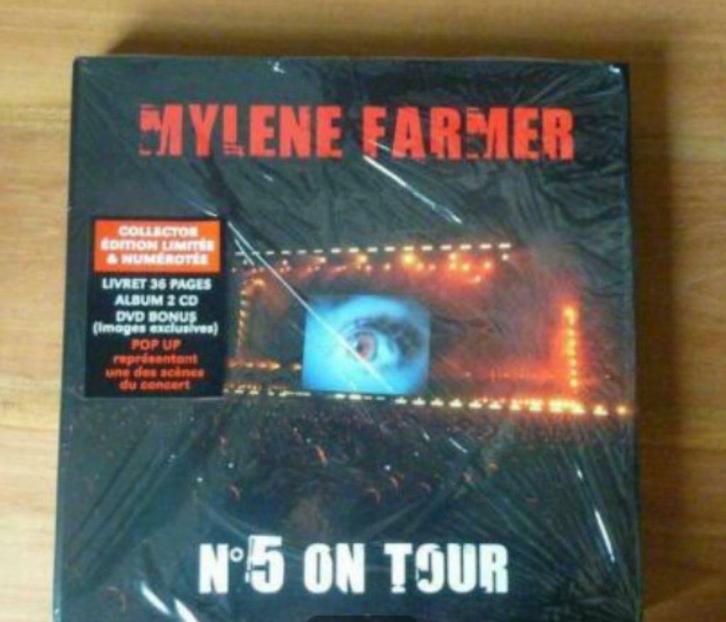 MYLENE FARMER
COLLECTOR
ÉDITION LIMITÉE
& NUMÉROTÉE
LIVRET 36 PAGES
ALBUM 2 CD
DVD BONUS
(images exclusives)
POP UP
représentant
une des scènes
du concert
N°5 ON TOUR